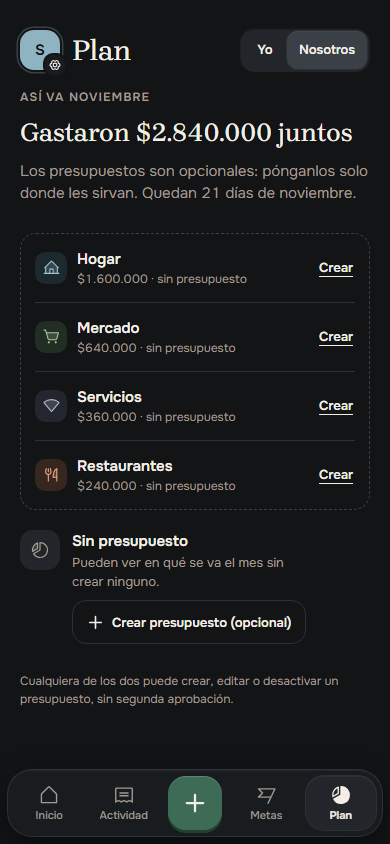 S
Plan
Yo
Nosotros
ASÍ VA NOVIEMBRE
Gastaron $2.840.000 juntos
Los presupuestos son opcionales: pónganlos solo
donde les sirvan. Quedan 21 días de noviembre.
Hogar
$1.600.000 · sin presupuesto
Crear
Mercado
$640.000 · sin presupuesto
Crear
Servicios
$360.000 · sin presupuesto
Crear
Restaurantes
$240.000 · sin presupuesto
Crear
Sin presupuesto
Pueden ver en qué se va el mes sin
crear ninguno.
Crear presupuesto (opcional)
Cualquiera de los dos puede crear, editar o desactivar un
presupuesto, sin segunda aprobación.
Inicio
Actividad
Metas
Plan